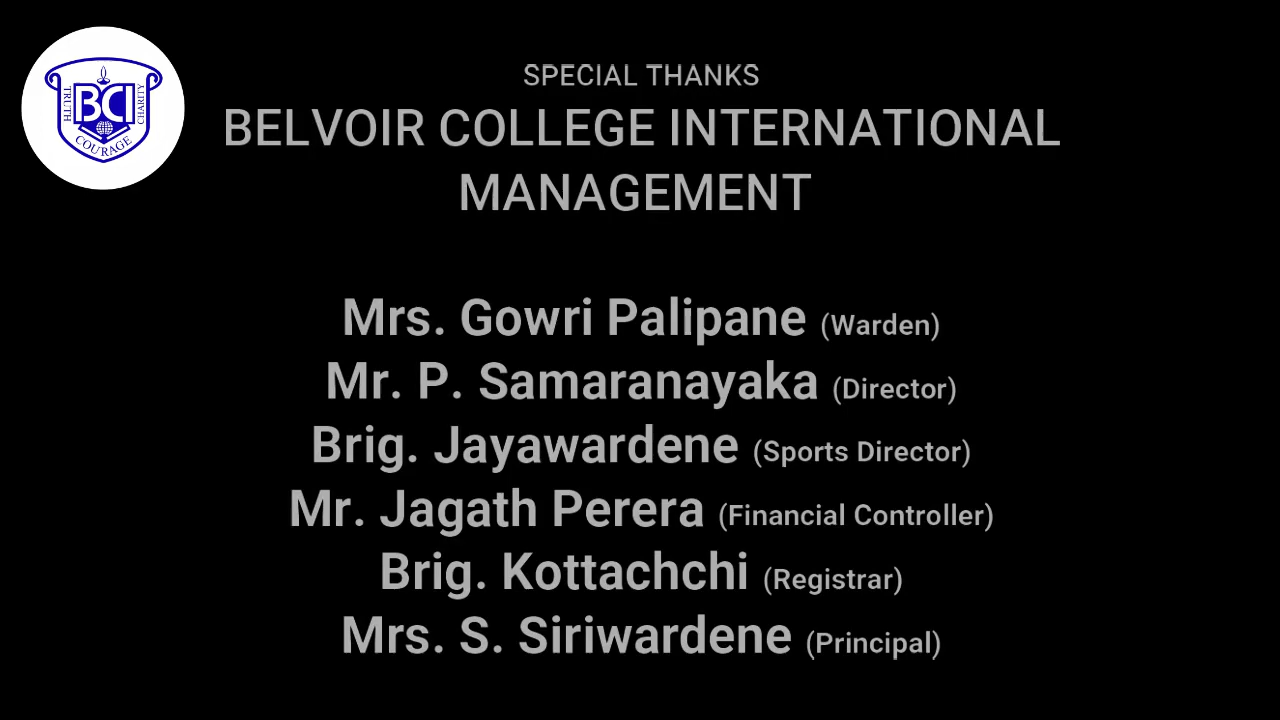 TRUTH
BCI
CHARITY
COURAGE
SPECIAL THANKS
BELVOIR COLLEGE INTERNATIONAL
MANAGEMENT
Mrs. Gowri Palipane (Warden)
Mr. P. Samaranayaka (Director)
Brig. Jayawardene (Sports Director)
Mr. Jagath Perera (Financial Controller)
Brig. Kottachchi (Registrar)
Mrs. S. Siriwardene (Principal)